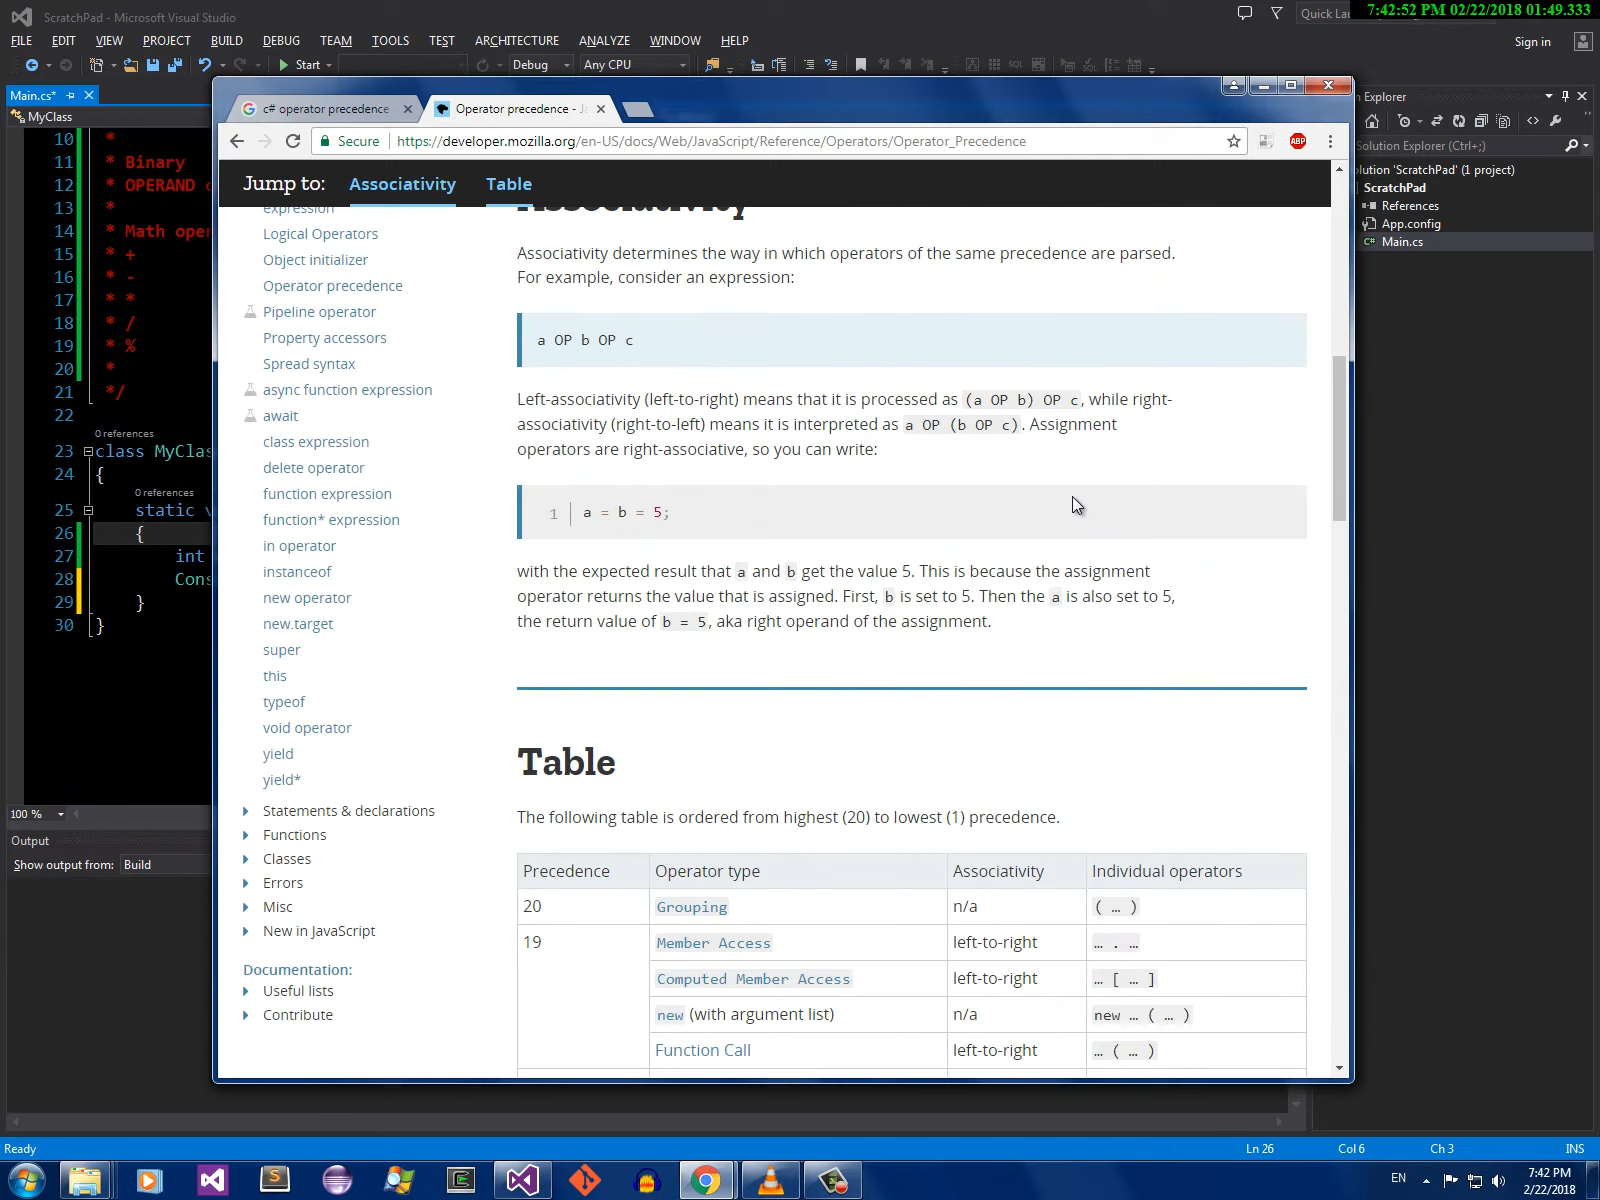 ScratchPad - Microsoft Visual Studio
Quick Lau
7:42:52 PM 02/22/2018 01:49.333
FILE EDIT VIEW PROJECT BUILD DEBUG TEAM TOOLS TEST ARCHITECTURE ANALYZE WINDOW HELP
Sign in
Start Debug Any CPU
Main.cs*
MyClass
10 *
11 * Binary
12 * OPERAND
13 *
14 * Math oper
15 * +
16 * -
17 * *
18 * /
19 * %
20 *
21 */
22
0 references
23 class MyClas
24 {
0 references
25 static v
26 {
27 int
28 Cons
29 }
30 }
100 %
Output
Show output from: Build
c# operator precedence
Operator precedence - J
Secure https://developer.mozilla.org/en-US/docs/Web/JavaScript/Reference/Operators/Operator_Precedence
ABP
Jump to: Associativity Table
expression
Logical Operators
Object initializer
Operator precedence
Pipeline operator
Property accessors
Spread syntax
async function expression
await
class expression
delete operator
function expression
function* expression
in operator
instanceof
new operator
new.target
super
this
typeof
void operator
yield
yield*
Statements & declarations
Functions
Classes
Errors
Misc
New in JavaScript
Documentation:
Useful lists
Contribute
Associativity
Associativity determines the way in which operators of the same precedence are parsed.
For example, consider an expression:
a OP b OP c
Left-associativity (left-to-right) means that it is processed as (a OP b) OP c, while right-
associativity (right-to-left) means it is interpreted as a OP (b OP c). Assignment
operators are right-associative, so you can write:
1 a = b = 5;
with the expected result that a and b get the value 5. This is because the assignment
operator returns the value that is assigned. First, b is set to 5. Then the a is also set to 5,
the return value of b = 5, aka right operand of the assignment.
Table
The following table is ordered from highest (20) to lowest (1) precedence.
Precedence Operator type Associativity Individual operators
20 Grouping n/a ( … )
19 Member Access left-to-right … . …
Computed Member Access left-to-right … [ … ]
new (with argument list) n/a new … ( … )
Function Call left-to-right … ( … )
n Explorer
Solution Explorer (Ctrl+;)
olution 'ScratchPad' (1 project)
ScratchPad
References
App.config
C# Main.cs
Ready
Ln 26 Col 6 Ch 3 INS
EN
7:42 PM
2/22/2018